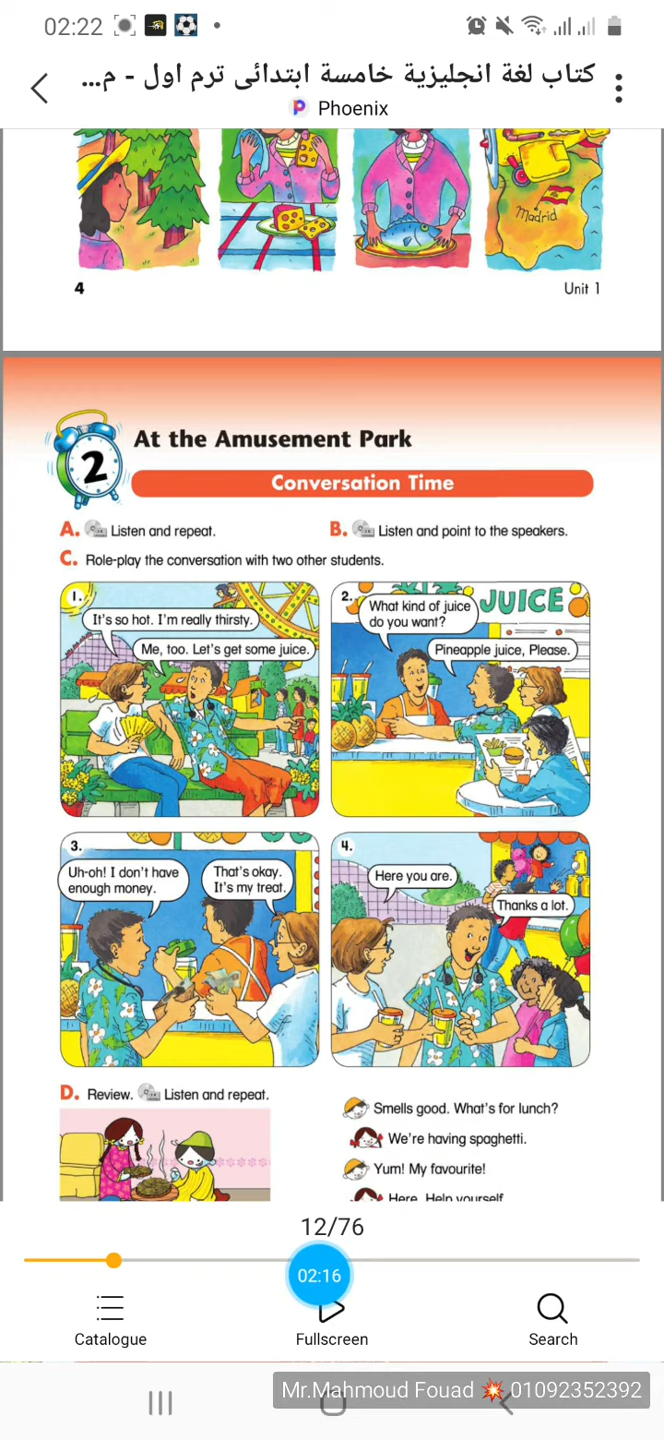 02:22
كتاب لغة انجليزية خامسة ابتدائى ترم اول - م...
Phoenix
Madrid
4
Unit 1
2
At the Amusement Park
Conversation Time
A. Listen and repeat.
B. Listen and point to the speakers.
C. Role-play the conversation with two other students.
1.
It's so hot. I'm really thirsty.
Me, too. Let's get some juice.
2.
JUICE
What kind of juice
do you want?
Pineapple juice, Please.
3.
Uh-oh! I don't have
enough money.
That's okay.
It's my treat.
4.
Here you are.
Thanks a lot.
D. Review. Listen and repeat.
Smells good. What's for lunch?
We're having spaghetti.
Yum! My favourite!
Here. Help yourself
12/76
02:16
Catalogue
Fullscreen
Search
Mr.Mahmoud Fouad 💥 01092352392